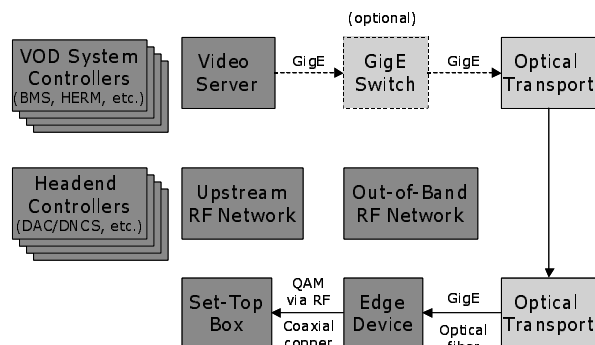 (optional)
VOD System
Controllers
(BMS, HERM, etc.)
Video
Server
GigE
GigE
Switch
GigE
Optical
Transport
Headend
Controllers
(DAC/DNCS, etc.)
Upstream
RF Network
Out-of-Band
RF Network
Set-Top
Box
QAM
via RF
Coaxial
copper
Edge
Device
GigE
Optical
fiber
Optical
Transport